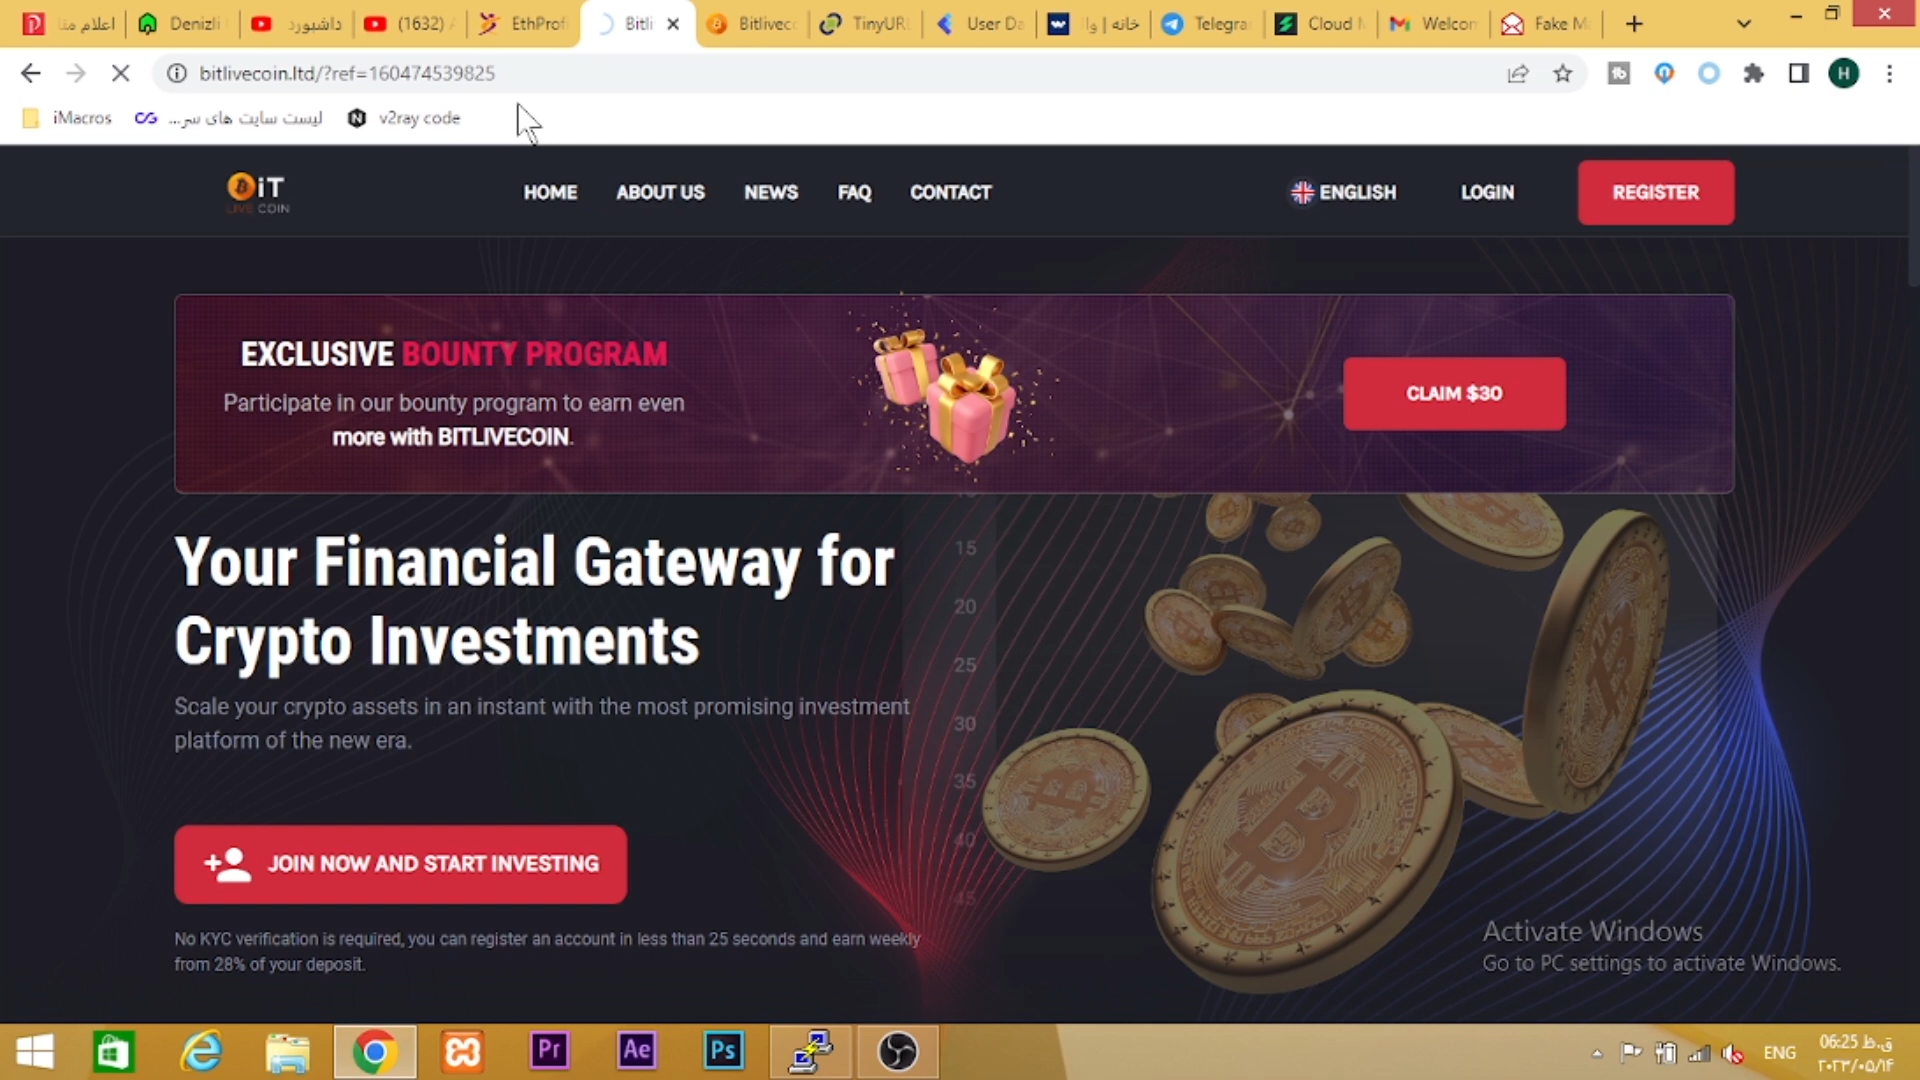 اعلام منا
Denizli
داشبورد
(1632)
EthProfi
Bitli
Bitlivec
TinyUR
User Da
خانه | وا
Telegra
Cloud
Welcom
Fake M
bitlivecoin.ltd/?ref=160474539825
H
iMacros
لیست سایت های سر...
v2ray code
BiT
LIVE COIN
HOME
ABOUT US
NEWS
FAQ
CONTACT
ENGLISH
LOGIN
REGISTER
EXCLUSIVE BOUNTY PROGRAM
Participate in our bounty program to earn even
more with BITLIVECOIN.
CLAIM $30
Your Financial Gateway for
Crypto Investments
Scale your crypto assets in an instant with the most promising investment
platform of the new era.
15
20
25
30
35
40
45
JOIN NOW AND START INVESTING
No KYC verification is required, you can register an account in less than 25 seconds and earn weekly
from 28% of your deposit.
Activate Windows
Go to PC settings to activate Windows.
Pr
Ae
Ps
ENG
06:25 ق.ظ
۲۰۲۳/۰۵/۱۴